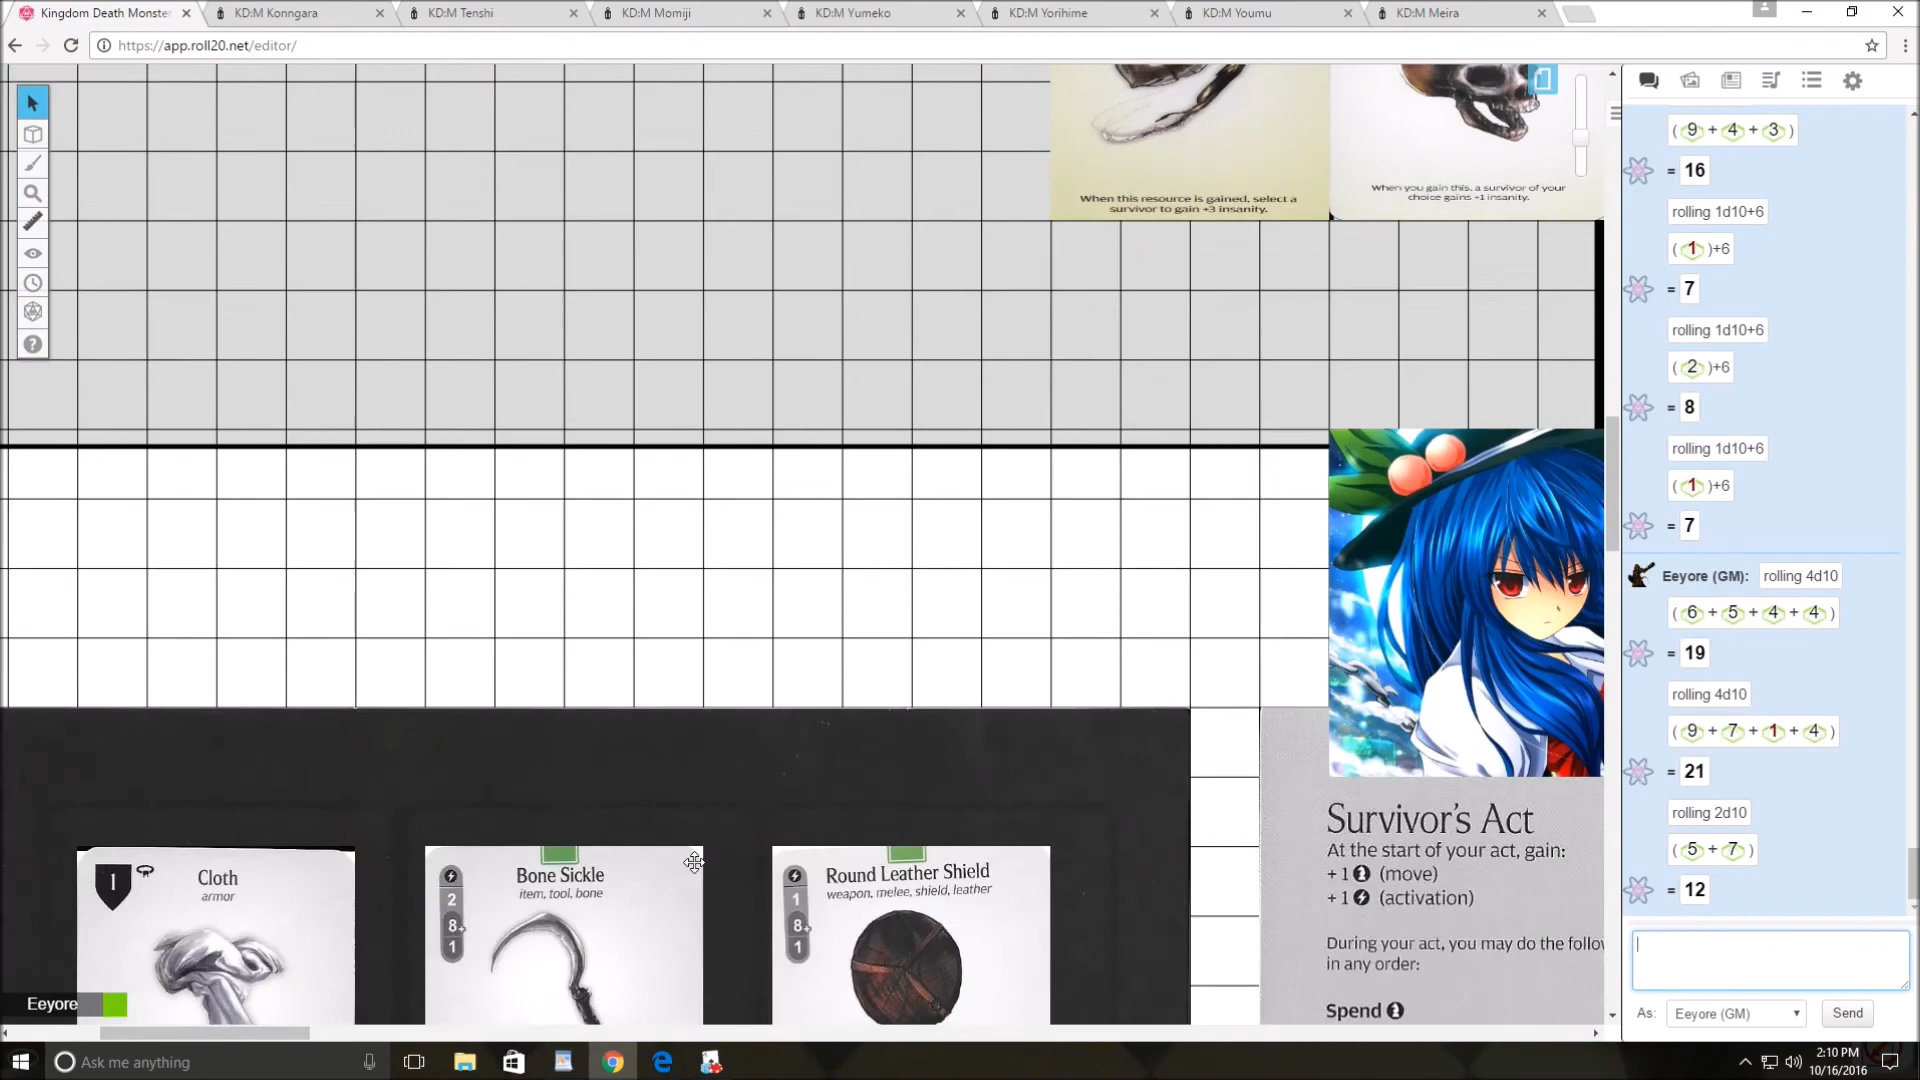 Kingdom Death Monste
KD:M Konngara
KD:M Tenshi
KD:M Momiji
KD:M Yumeko
KD:M Yorihime
KD:M Youmu
KD:M Meira
https://app.roll20.net/editor/
When this resource is gained, select a
survivor to gain +3 insanity.
When you gain this, a survivor of your
choice gains +1 insanity.
( 9 + 4 + 3 )
= 16
rolling 1d10+6
( 1 )+6
= 7
rolling 1d10+6
( 2 )+6
= 8
rolling 1d10+6
( 1 )+6
= 7
Eeyore (GM): rolling 4d10
( 6 + 5 + 4 + 4 )
= 19
rolling 4d10
( 9 + 7 + 1 + 4 )
= 21
rolling 2d10
( 5 + 7 )
= 12
As: Eeyore (GM)
Send
1
Cloth
armor
2
8+
1
Bone Sickle
item, tool, bone
1
8+
1
Round Leather Shield
weapon, melee, shield, leather
Survivor's Act
At the start of your act, gain:
+ 1 (move)
+ 1 (activation)
During your act, you may do the follow
in any order:
Spend
Eeyore
Ask me anything
2:10 PM
10/16/2016